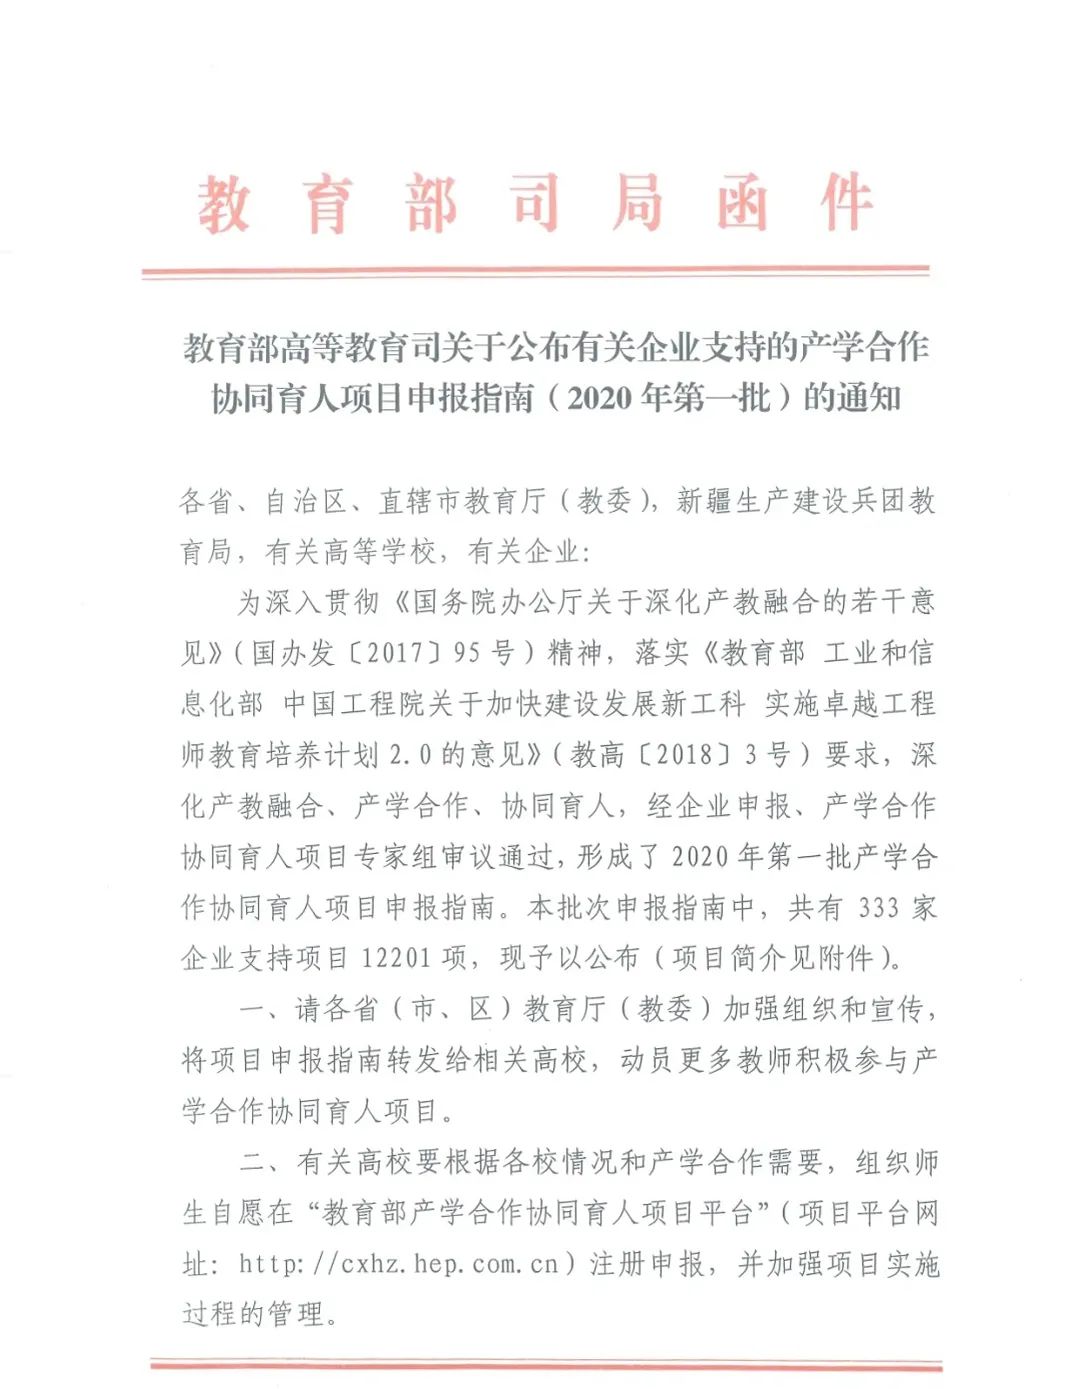 教育部司局函件
教育部高等教育司关于公布有关企业支持的产学合作
协同育人项目申报指南（2020 年第一批）的通知
各省、自治区、直辖市教育厅（教委），新疆生产建设兵团教
育局，有关高等学校，有关企业：
为深入贯彻《国务院办公厅关于深化产教融合的若干意
见》（国办发〔2017〕95 号）精神，落实《教育部 工业和信
息化部 中国工程院关于加快建设发展新工科 实施卓越工程
师教育培养计划 2.0 的意见》（教高〔2018〕3 号）要求，深
化产教融合、产学合作、协同育人，经企业申报、产学合作
协同育人项目专家组审议通过，形成了 2020 年第一批产学合
作协同育人项目申报指南。本批次申报指南中，共有 333 家
企业支持项目 12201 项，现予以公布（项目简介见附件）。
一、请各省（市、区）教育厅（教委）加强组织和宣传，
将项目申报指南转发给相关高校，动员更多教师积极参与产
学合作协同育人项目。
二、有关高校要根据各校情况和产学合作需要，组织师
生自愿在“教育部产学合作协同育人项目平台”（项目平台网
址：http://cxhz.hep.com.cn）注册申报，并加强项目实施
过程的管理。